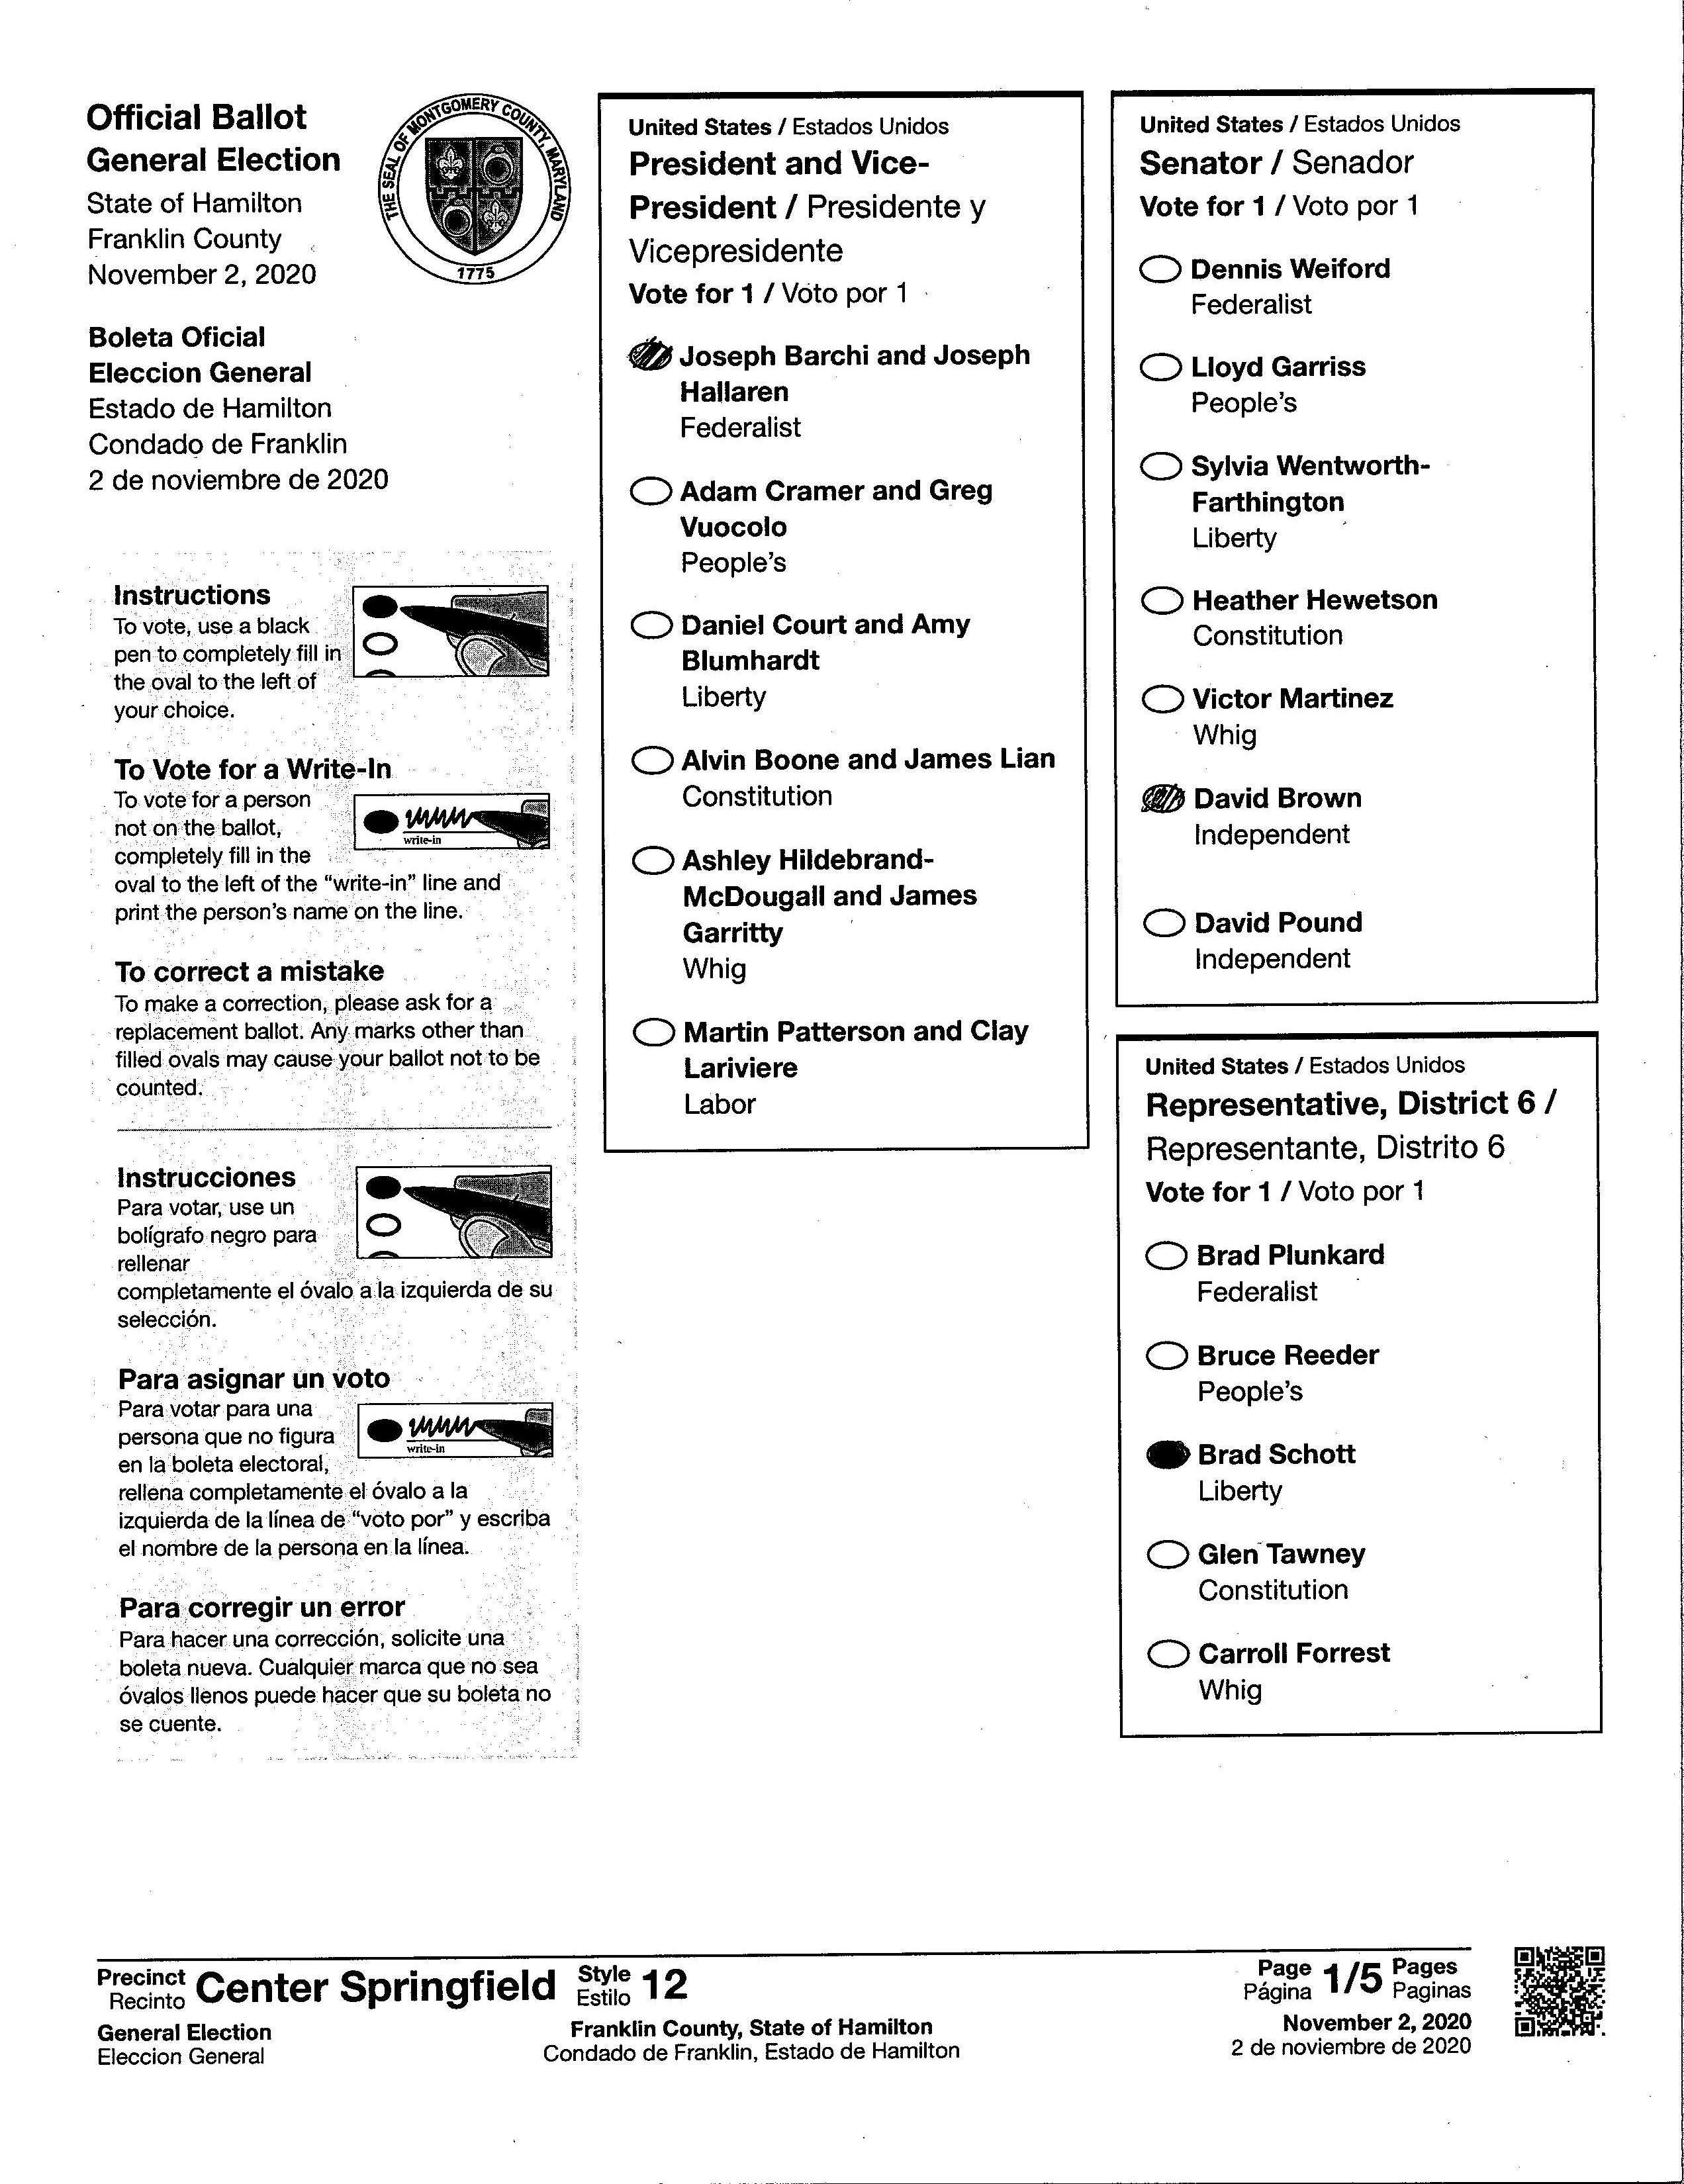 Official Ballot
General Election
State of Hamilton
Franklin County
November 2, 2020
THE SEAL OF MONTGOMERY COUNTY, MARYLAND
1775
Boleta Oficial
Eleccion General
Estado de Hamilton
Condado de Franklin
2 de noviembre de 2020
Instructions
To vote, use a black
pen to completely fill in
the oval to the left of
your choice.
To Vote for a Write-In
To vote for a person
not on the ballot,
completely fill in the
oval to the left of the “write-in” line and
print the person's name on the line.
write-in
To correct a mistake
To make a correction, please ask for a
replacement ballot. Any marks other than
filled ovals may cause your ballot not to be
counted.
Instrucciones
Para votar, use un
bolígrafo negro para
rellenar
completamente el óvalo a la izquierda de su
selección.
Para asignar un voto
Para votar para una
persona que no figura
en la boleta electoral,
rellena completamente el óvalo a la
izquierda de la línea de “voto por” y escriba
el nombre de la persona en la línea.
write-in
Para corregir un error
Para hacer una corrección, solicite una
boleta nueva. Cualquier marca que no sea
óvalos llenos puede hacer que su boleta no
se cuente.
United States / Estados Unidos
President and Vice-
President / Presidente y
Vicepresidente
Vote for 1 / Voto por 1
Joseph Barchi and Joseph
Hallaren
Federalist
Adam Cramer and Greg
Vuocolo
People's
Daniel Court and Amy
Blumhardt
Liberty
Alvin Boone and James Lian
Constitution
Ashley Hildebrand-
McDougall and James
Garritty
Whig
Martin Patterson and Clay
Lariviere
Labor
United States / Estados Unidos
Senator / Senador
Vote for 1 / Voto por 1
Dennis Weiford
Federalist
Lloyd Garriss
People's
Sylvia Wentworth-
Farthington
Liberty
Heather Hewetson
Constitution
Victor Martinez
Whig
David Brown
Independent
David Pound
Independent
United States / Estados Unidos
Representative, District 6 /
Representante, Distrito 6
Vote for 1 / Voto por 1
Brad Plunkard
Federalist
Bruce Reeder
People's
Brad Schott
Liberty
Glen Tawney
Constitution
Carroll Forrest
Whig
Precinct
Recinto
Center Springfield
Style
Estilo
12
Page
Página
1/5
Pages
Paginas
General Election
Eleccion General
Franklin County, State of Hamilton
Condado de Franklin, Estado de Hamilton
November 2, 2020
2 de noviembre de 2020